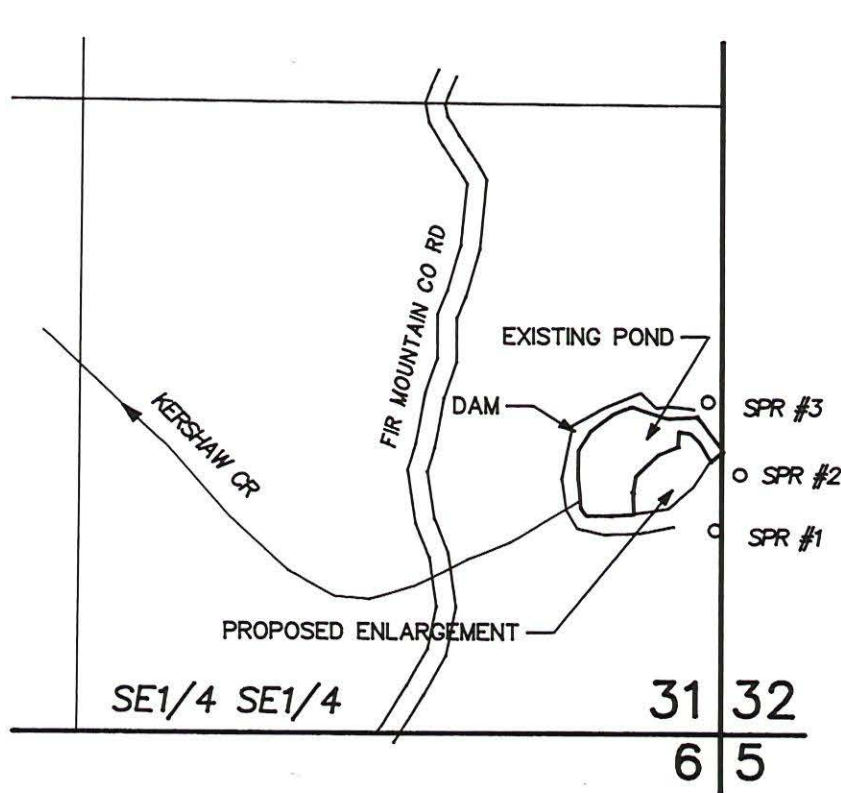 EXISTING POND
FIR MOUNTAIN CO RD
DAM
SPR #3
KERSHAW CR
SPR #2
SPR #1
PROPOSED ENLARGEMENT
SE1/4 SE1/4
31 32
6 5